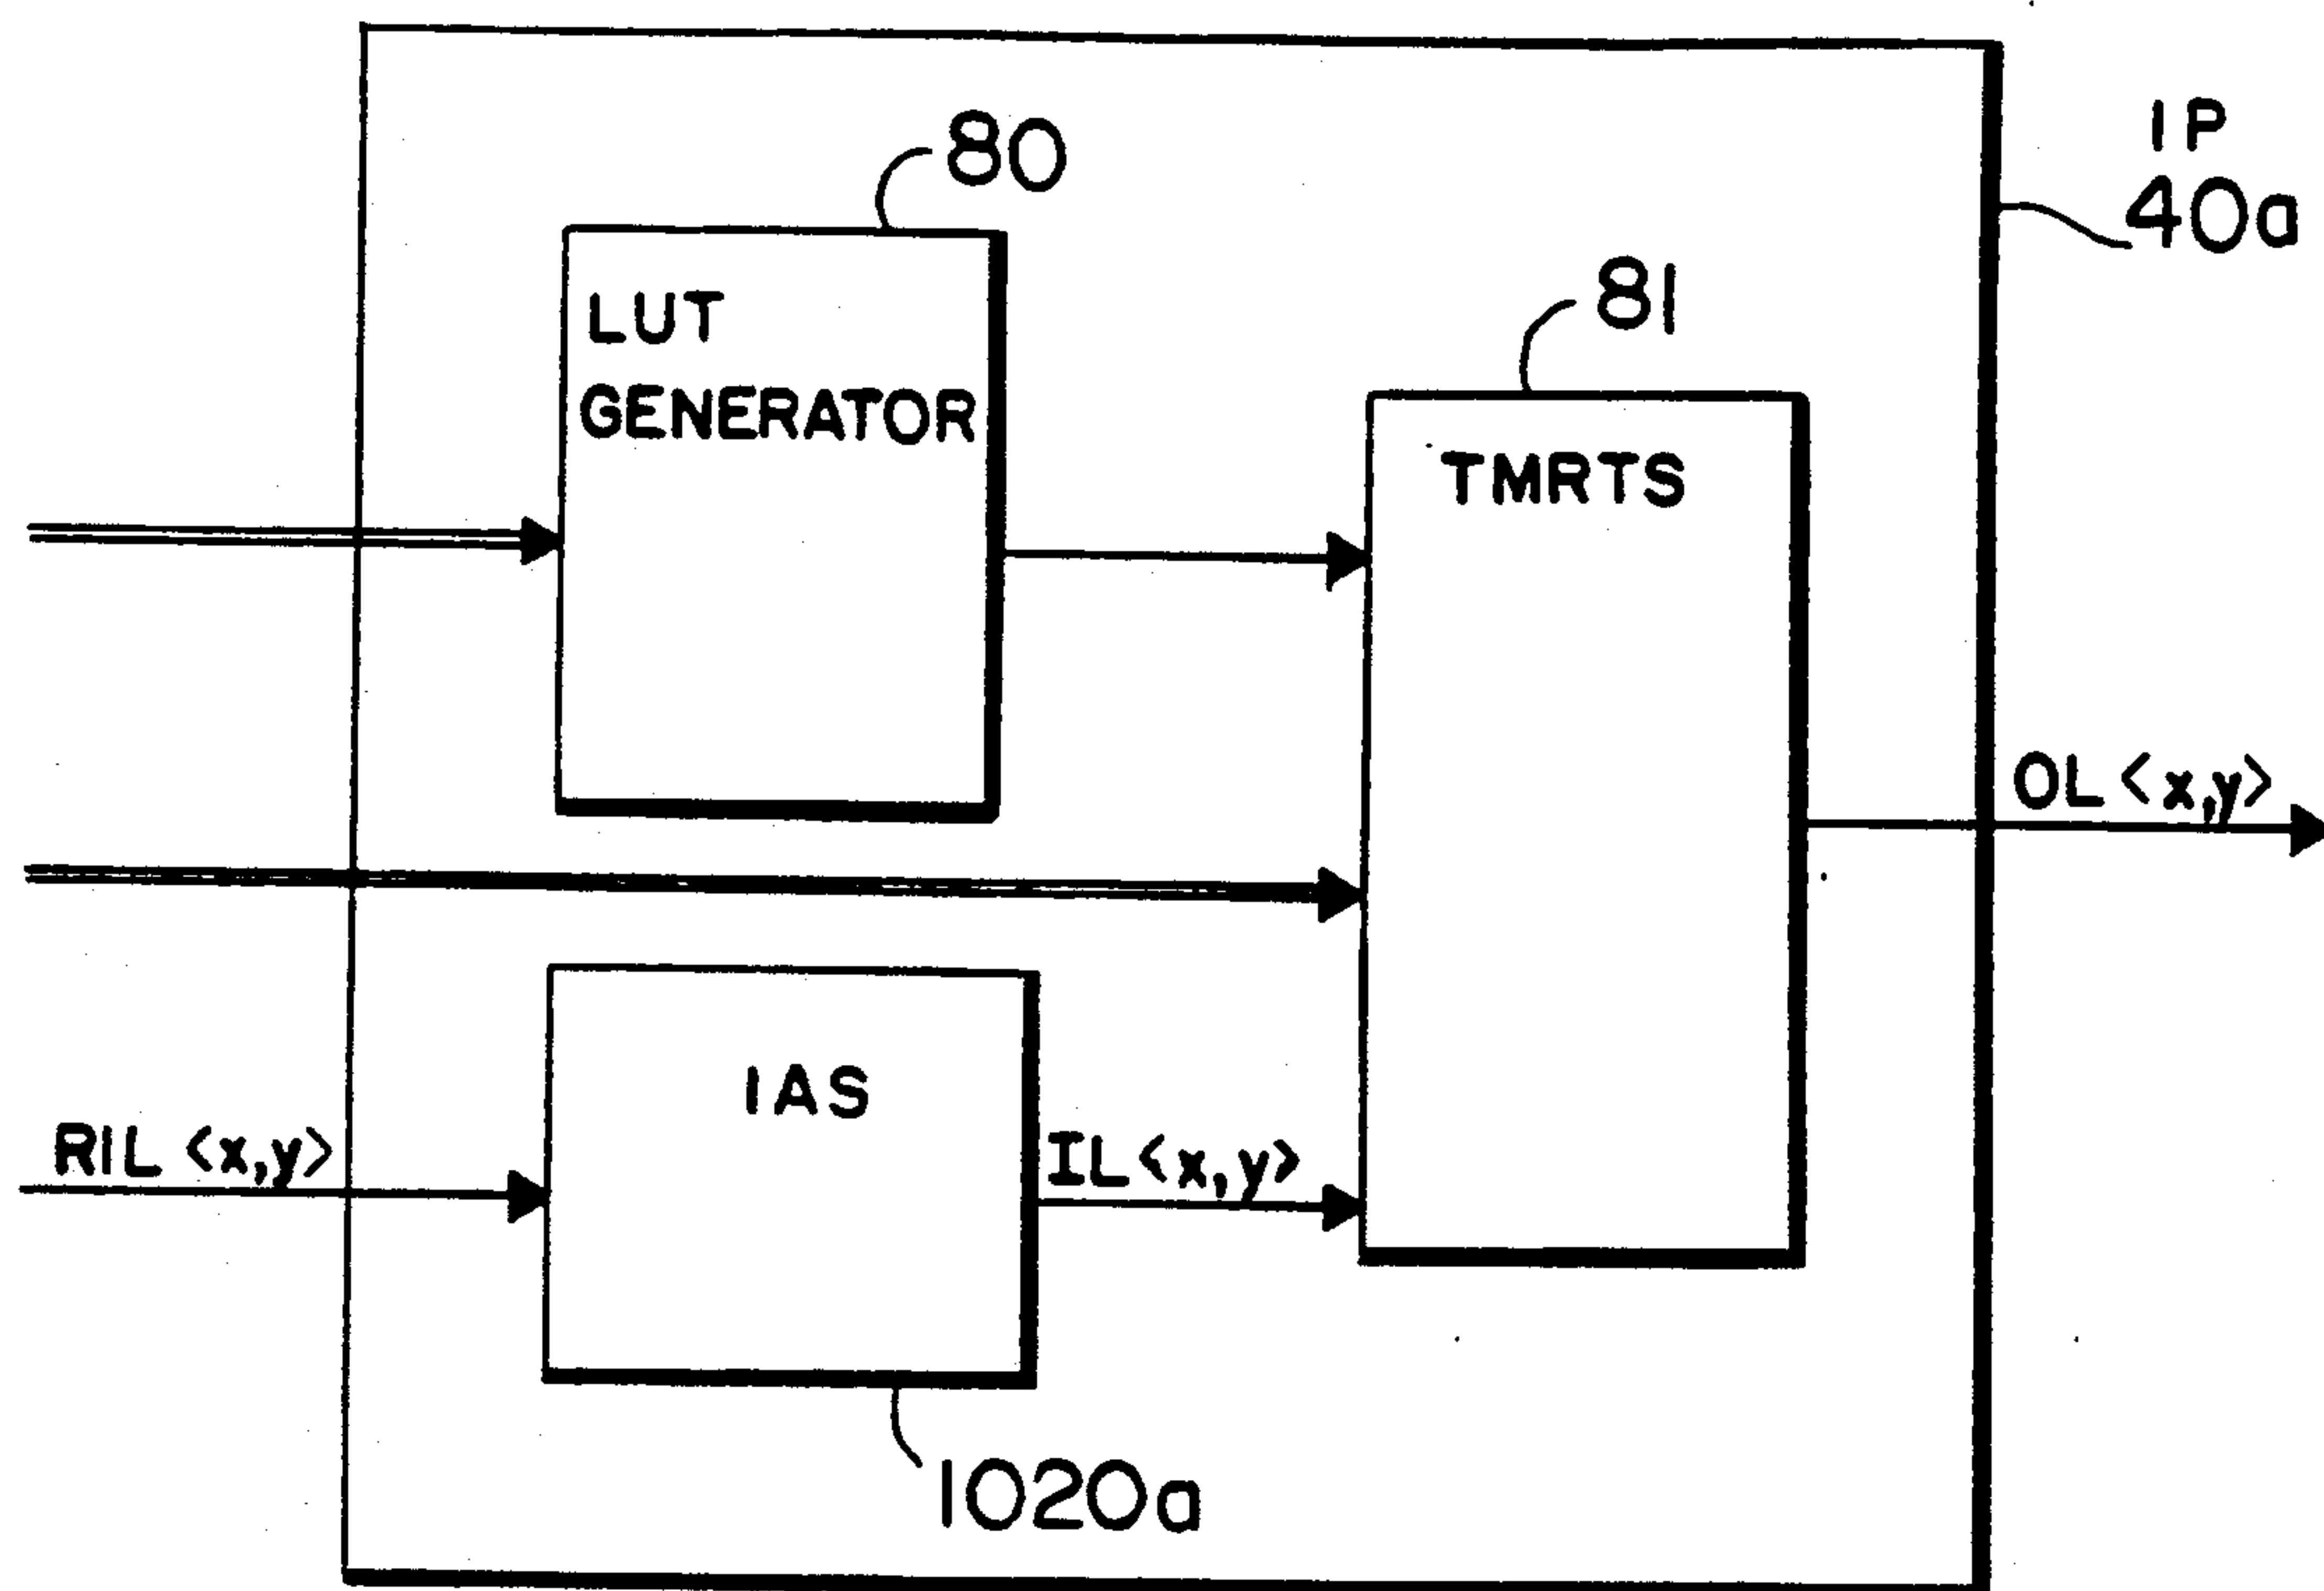 IP
40a
80
LUT
GENERATOR
81
TMRTS
OL<x,y>
IAS
RIL<x,y>
IL<x,y>
1020a